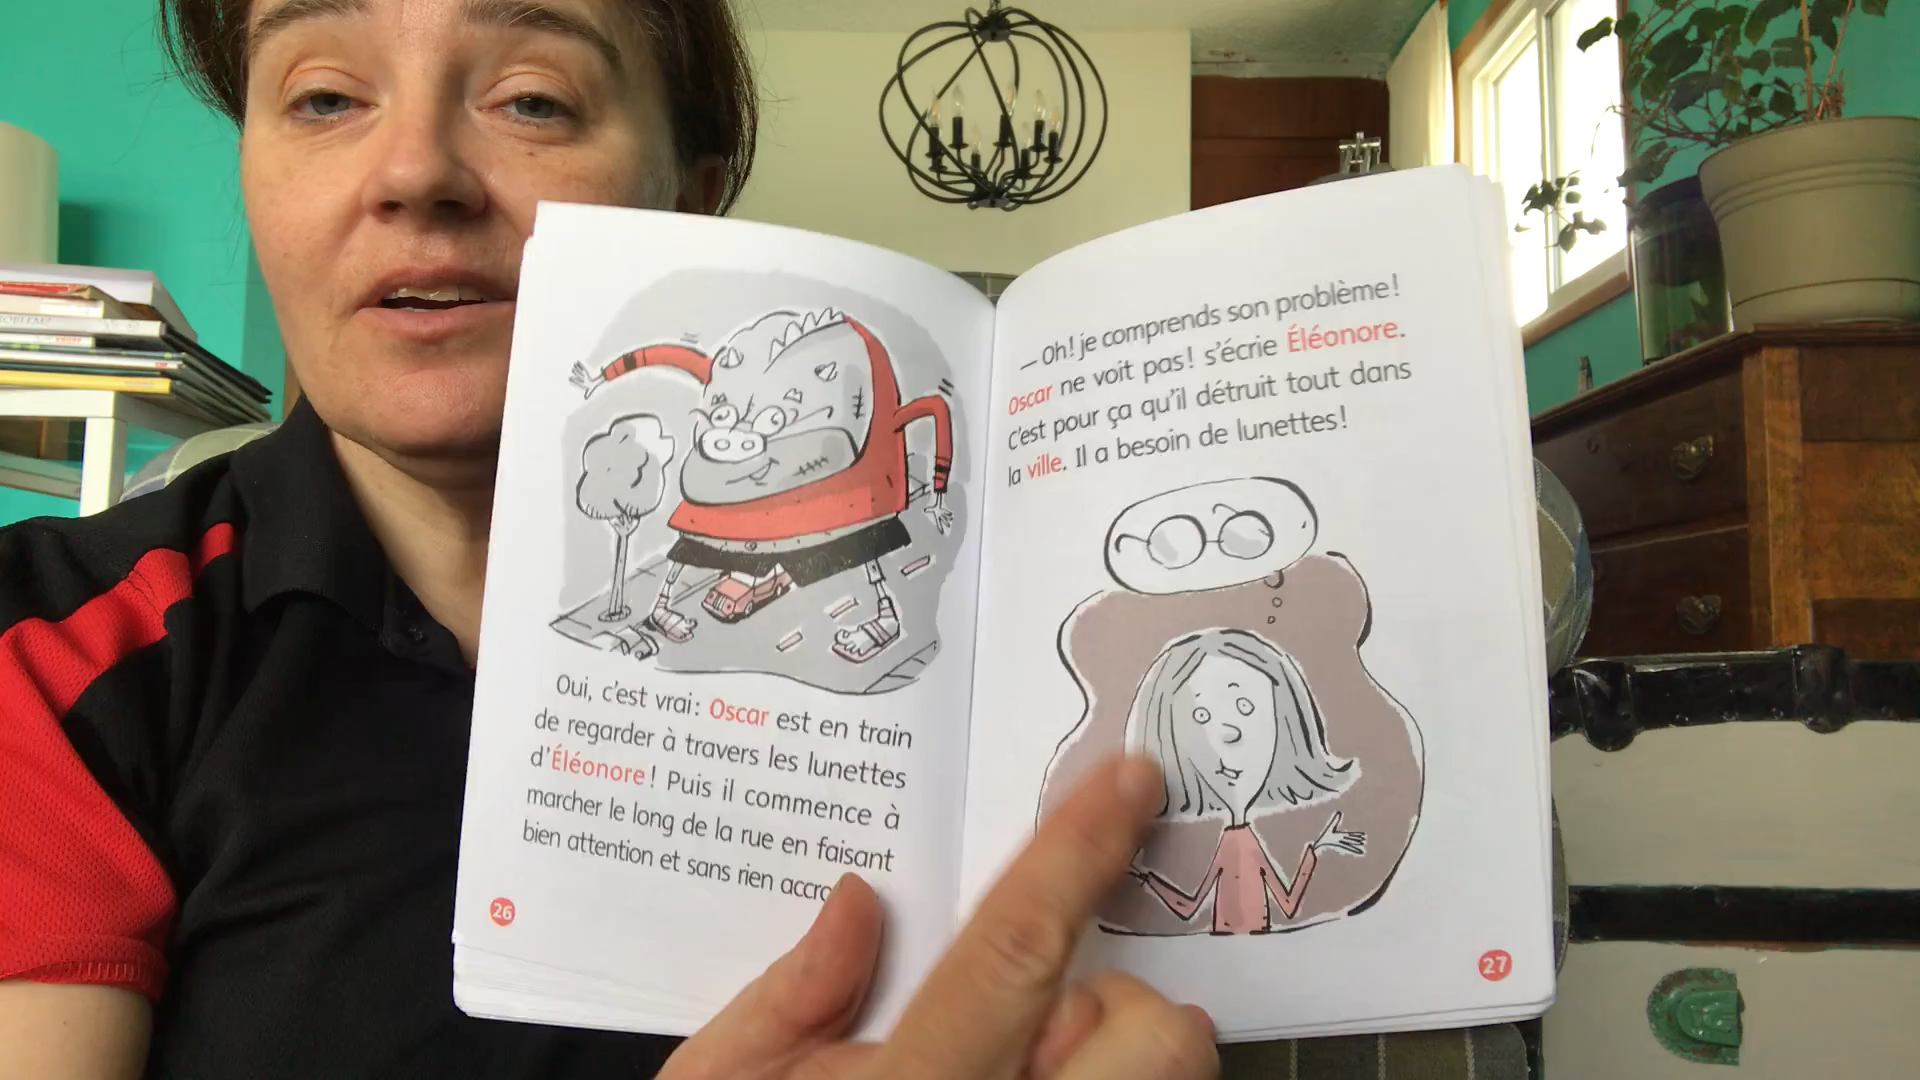 Oui, c'est vrai: Oscar est en train
de regarder à travers les lunettes
d'Éléonore! Puis il commence à
marcher le long de la rue en faisant
bien attention et sans rien
26
— Oh! je comprends son problème!
Oscar ne voit pas! s'écrie Éléonore.
C'est pour ça qu'il détruit tout dans
la ville. Il a besoin de lunettes!
27